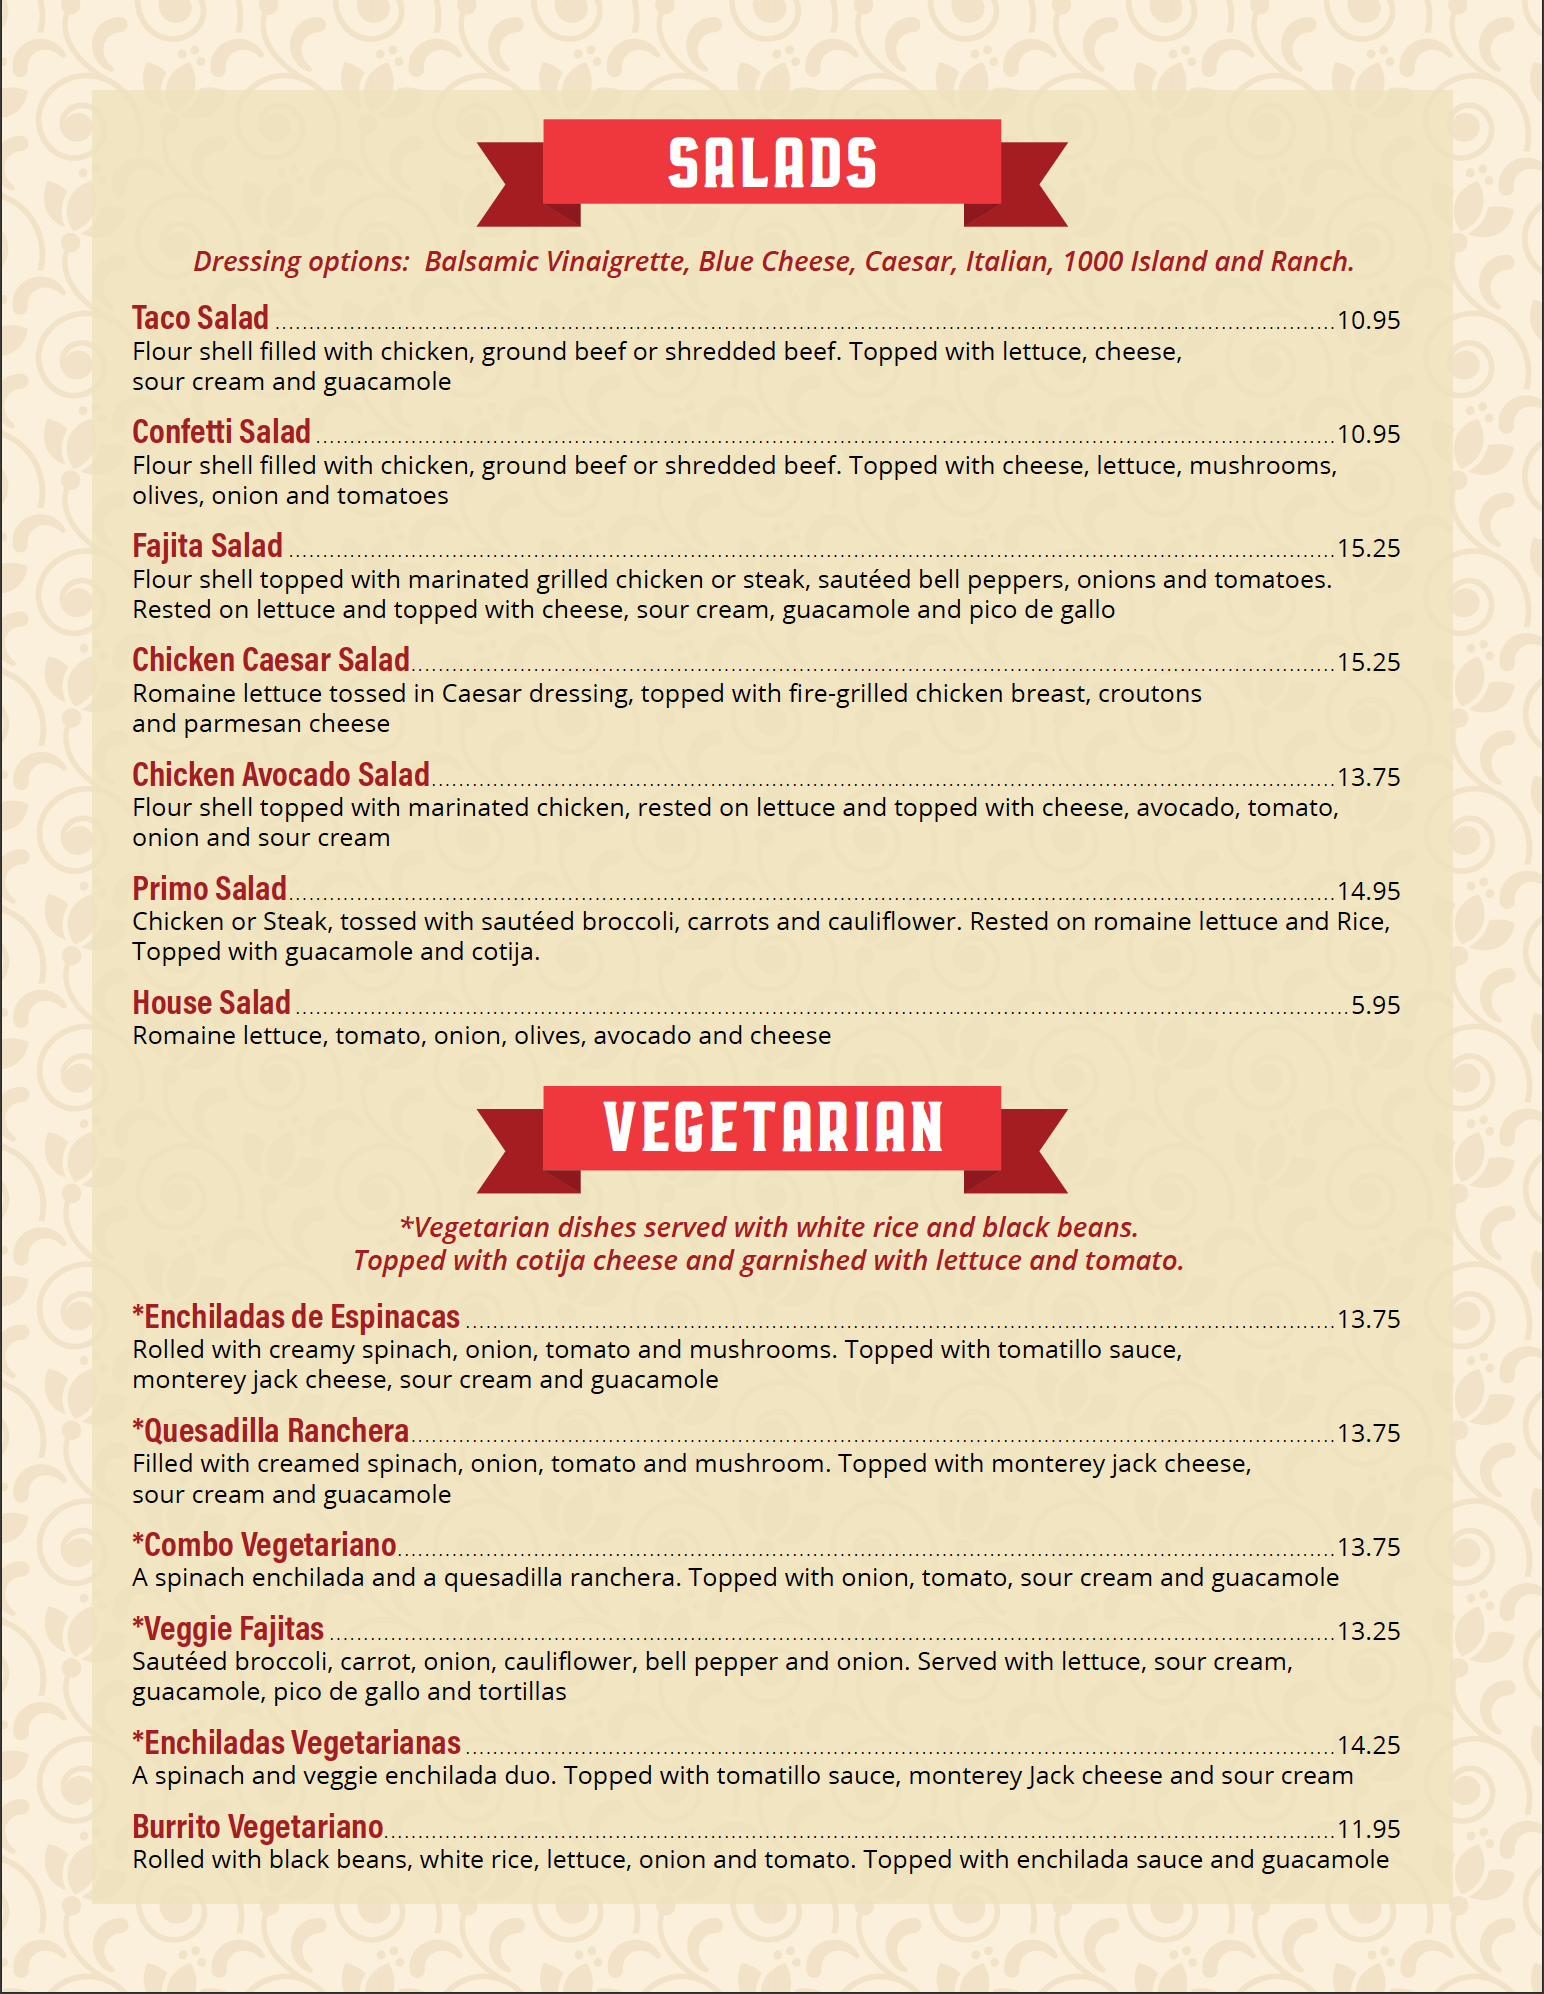 SALADS
Dressing options:  Balsamic Vinaigrette, Blue Cheese, Caesar, Italian, 1000 Island and Ranch.
Taco Salad ........................................ 10.95
Flour shell filled with chicken, ground beef or shredded beef. Topped with lettuce, cheese,
sour cream and guacamole
Confetti Salad ........................................ 10.95
Flour shell filled with chicken, ground beef or shredded beef. Topped with cheese, lettuce, mushrooms,
olives, onion and tomatoes
Fajita Salad ........................................ 15.25
Flour shell topped with marinated grilled chicken or steak, sautéed bell peppers, onions and tomatoes.
Rested on lettuce and topped with cheese, sour cream, guacamole and pico de gallo
Chicken Caesar Salad ........................................ 15.25
Romaine lettuce tossed in Caesar dressing, topped with fire-grilled chicken breast, croutons
and parmesan cheese
Chicken Avocado Salad ........................................ 13.75
Flour shell topped with marinated chicken, rested on lettuce and topped with cheese, avocado, tomato,
onion and sour cream
Primo Salad ........................................ 14.95
Chicken or Steak, tossed with sautéed broccoli, carrots and cauliflower. Rested on romaine lettuce and Rice,
Topped with guacamole and cotija.
House Salad ........................................ 5.95
Romaine lettuce, tomato, onion, olives, avocado and cheese
VEGETARIAN
*Vegetarian dishes served with white rice and black beans.
Topped with cotija cheese and garnished with lettuce and tomato.
*Enchiladas de Espinacas ........................................ 13.75
Rolled with creamy spinach, onion, tomato and mushrooms. Topped with tomatillo sauce,
monterey jack cheese, sour cream and guacamole
*Quesadilla Ranchera ........................................ 13.75
Filled with creamed spinach, onion, tomato and mushroom. Topped with monterey jack cheese,
sour cream and guacamole
*Combo Vegetariano ........................................ 13.75
A spinach enchilada and a quesadilla ranchera. Topped with onion, tomato, sour cream and guacamole
*Veggie Fajitas ........................................ 13.25
Sautéed broccoli, carrot, onion, cauliflower, bell pepper and onion. Served with lettuce, sour cream,
guacamole, pico de gallo and tortillas
*Enchiladas Vegetarianas ........................................ 14.25
A spinach and veggie enchilada duo. Topped with tomatillo sauce, monterey Jack cheese and sour cream
Burrito Vegetariano ........................................ 11.95
Rolled with black beans, white rice, lettuce, onion and tomato. Topped with enchilada sauce and guacamole